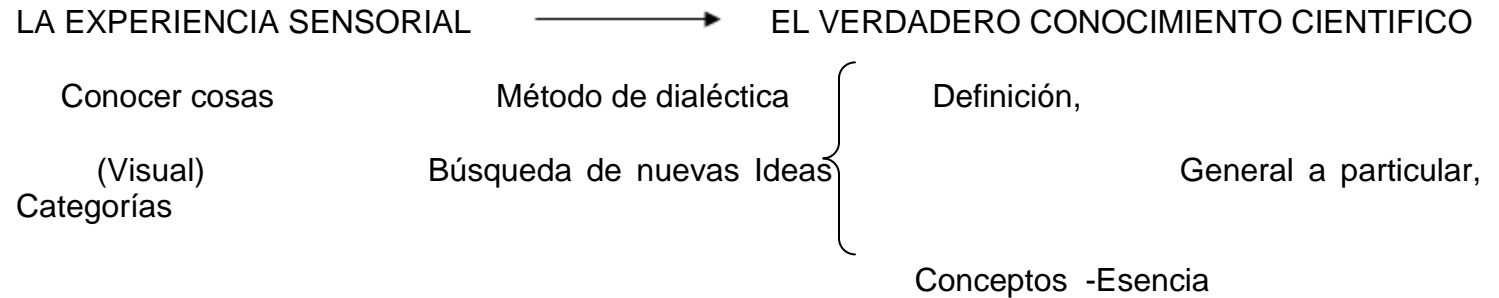 LA EXPERIENCIA SENSORIAL EL VERDADERO CONOCIMIENTO CIENTIFICO
Conocer cosas Método de dialéctica Definición,
(Visual) Búsqueda de nuevas Ideas General a particular,
Categorías
Conceptos -Esencia